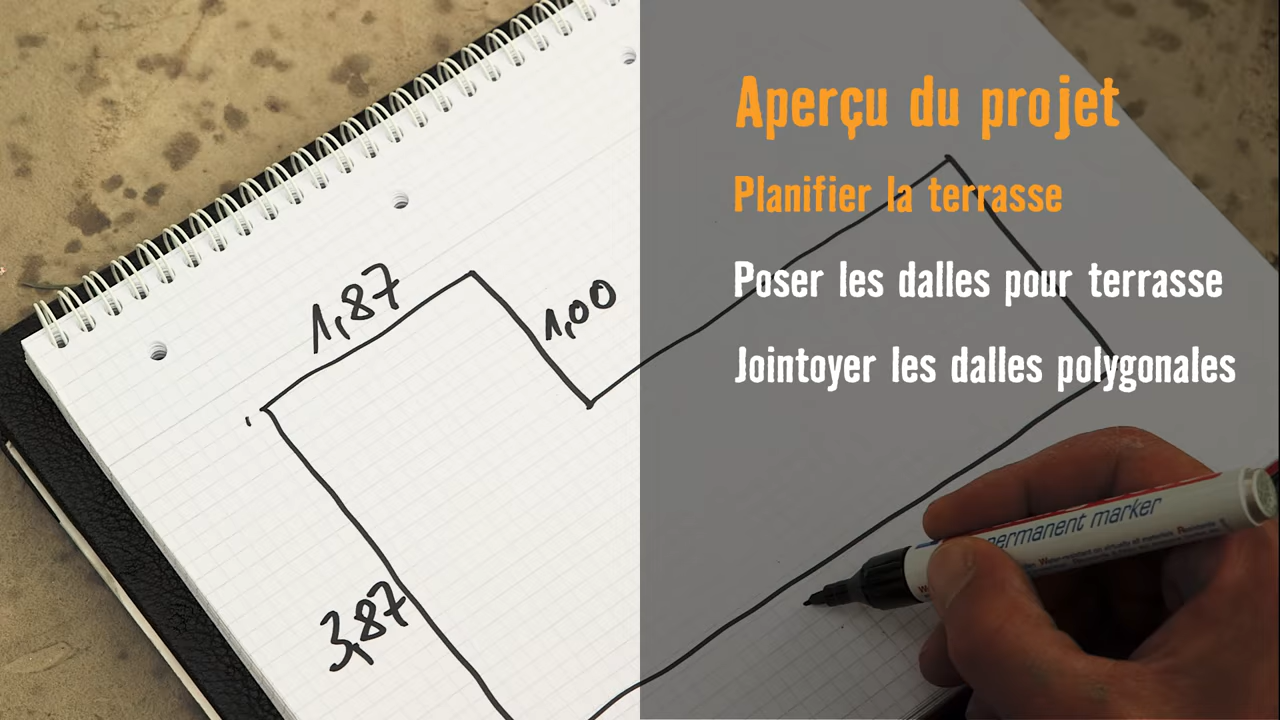 Aperçu du projet
Planifier la terrasse
Poser les dalles pour terrasse
Jointoyer les dalles polygonales
1,87
1,00
3,87
permanent marker